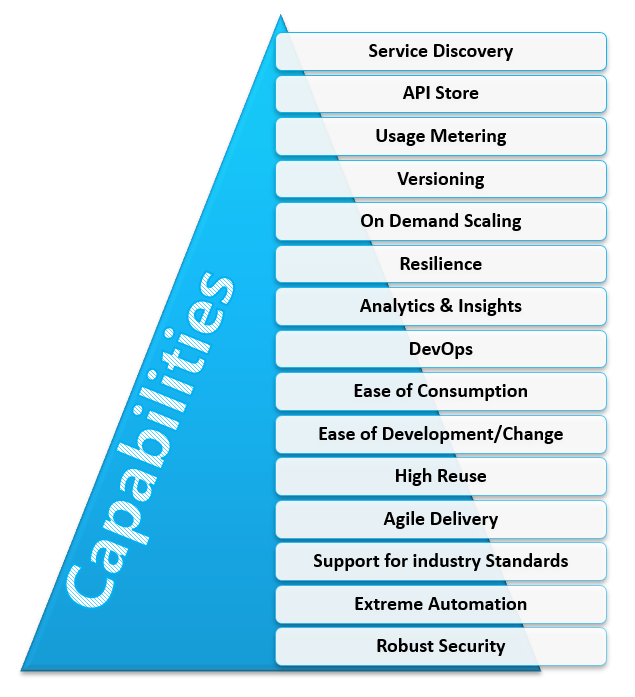 Service Discovery
API Store
Usage Metering
Versioning
On Demand Scaling
Resilience
Analytics & Insights
DevOps
Ease of Consumption
Ease of Development/Change
High Reuse
Agile Delivery
Support for industry Standards
Extreme Automation
Robust Security
Capabilities